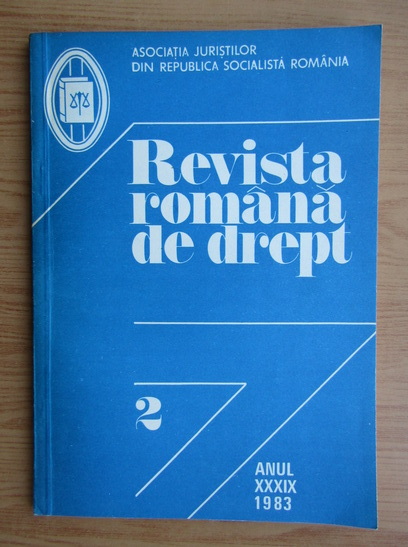 ASOCIAȚIA JURIȘTILOR
DIN REPUBLICA SOCIALISTĂ ROMÂNIA
Revista
română
de drept
2
ANUL
XXXIX
1983